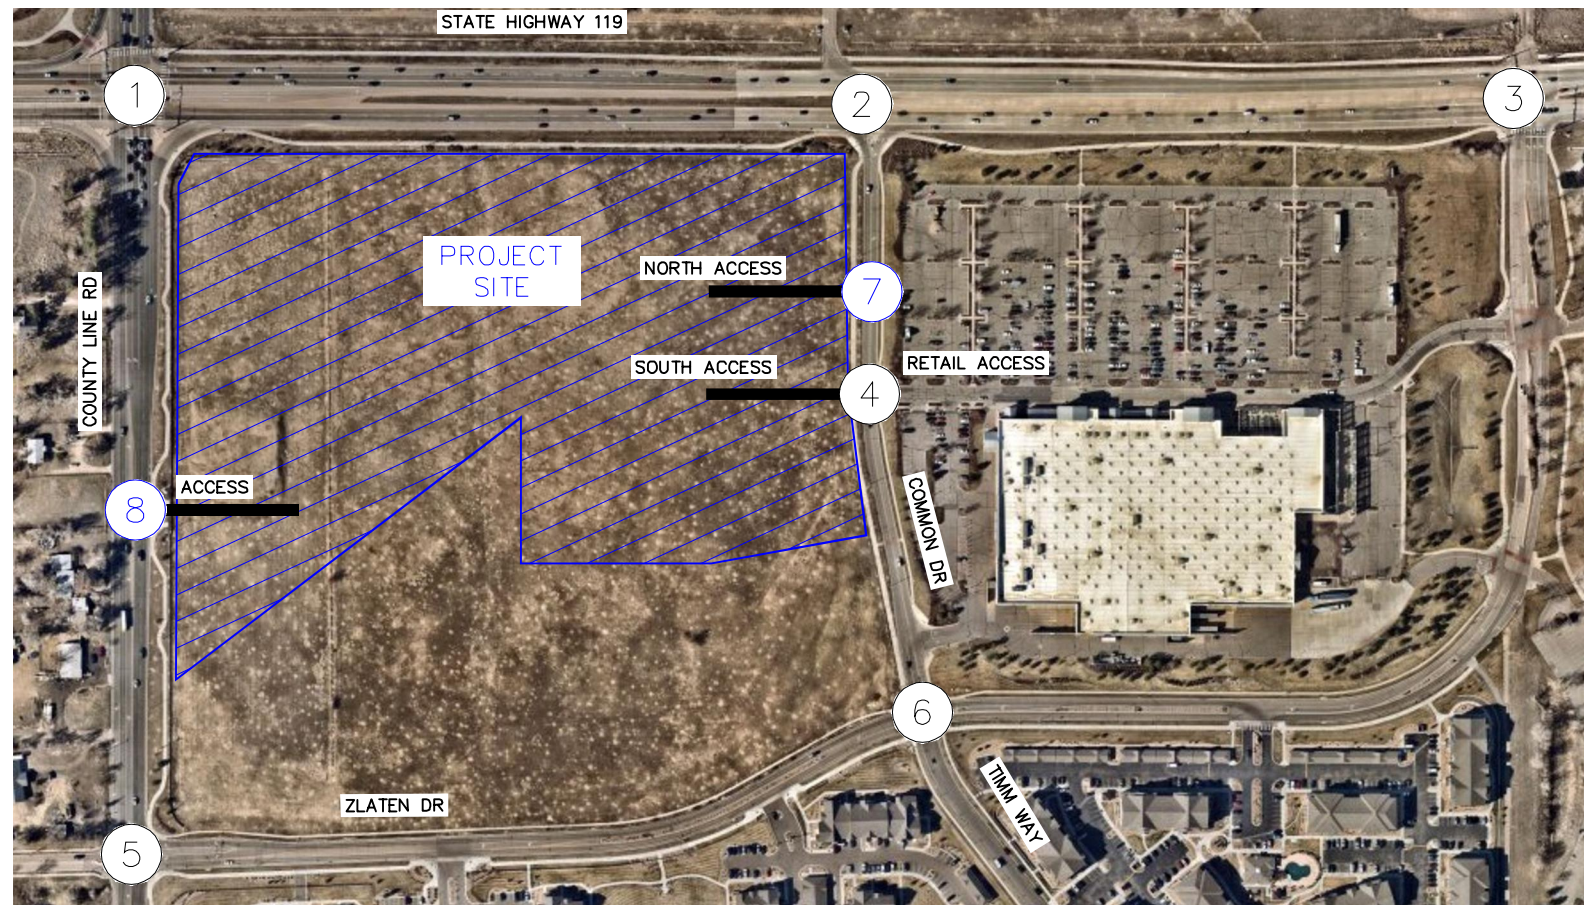 STATE HIGHWAY 119
1
2
3
PROJECT
SITE
NORTH ACCESS
7
COUNTY LINE RD
SOUTH ACCESS
4
RETAIL ACCESS
ACCESS
8
COMMON DR
6
TIMM WAY
ZLATEN DR
5